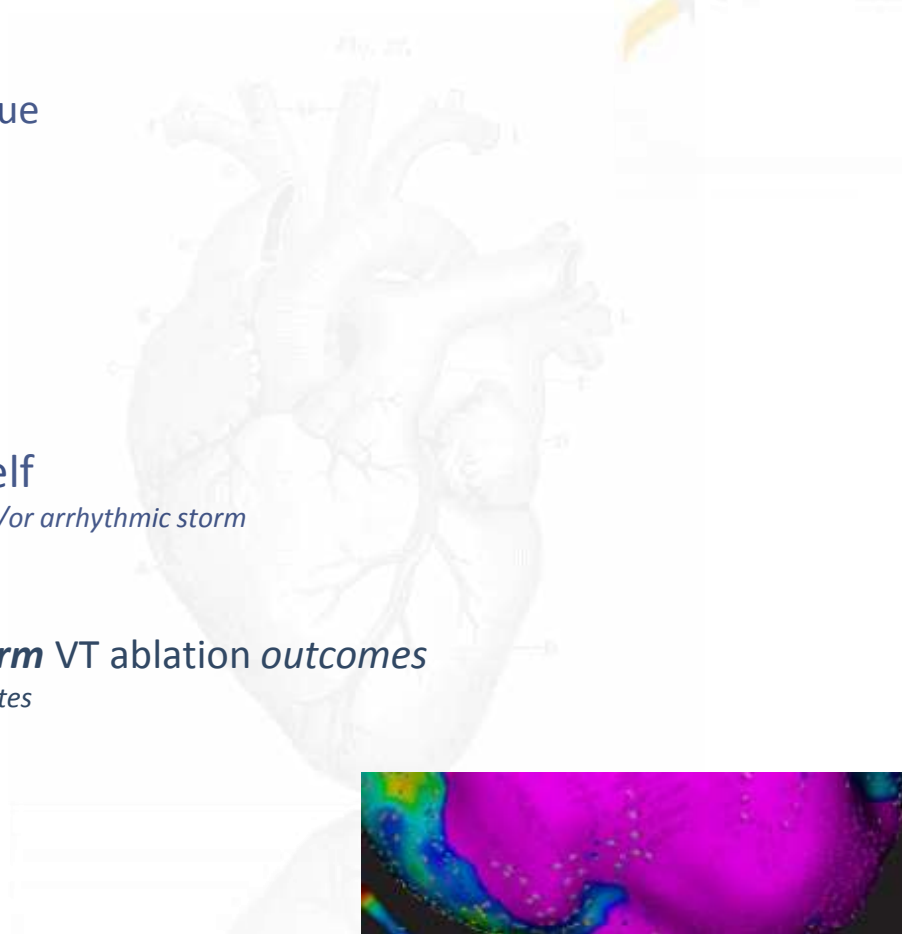 ue
elf
/or arrhythmic storm
rm VT ablation outcomes
tes